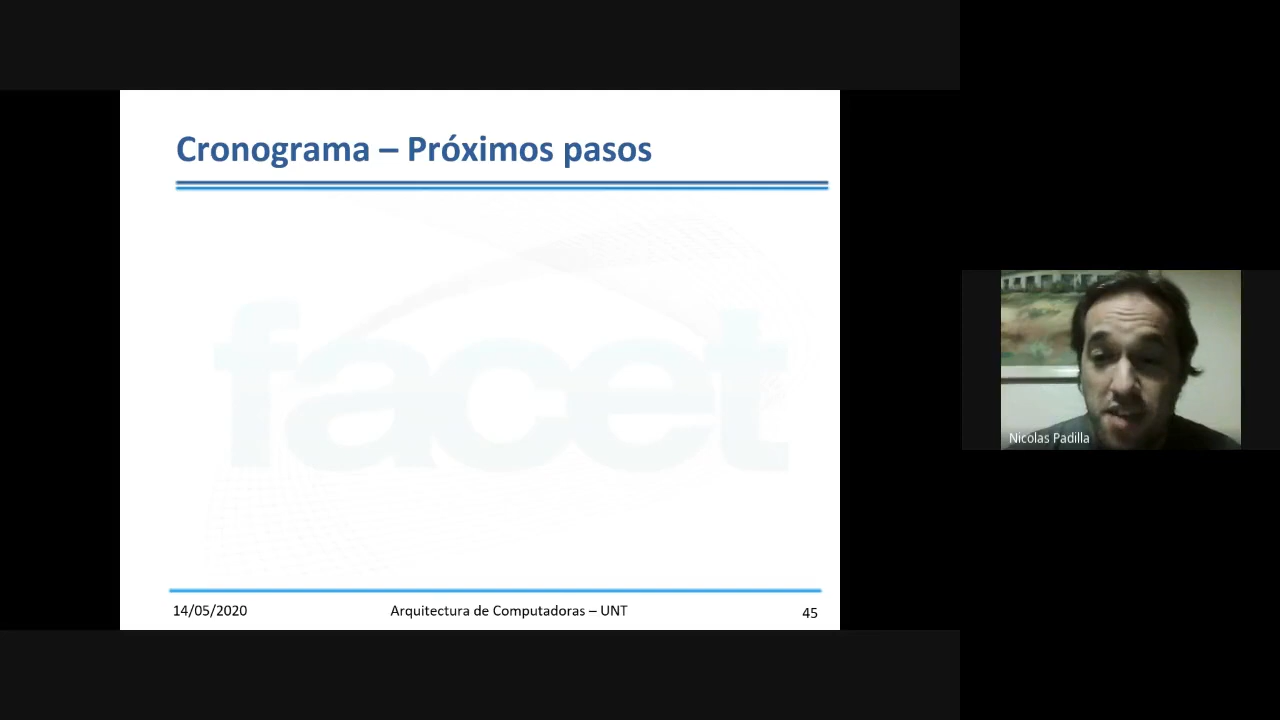 Cronograma – Próximos pasos
facet
Nicolas Padilla
14/05/2020
Arquitectura de Computadoras – UNT
45